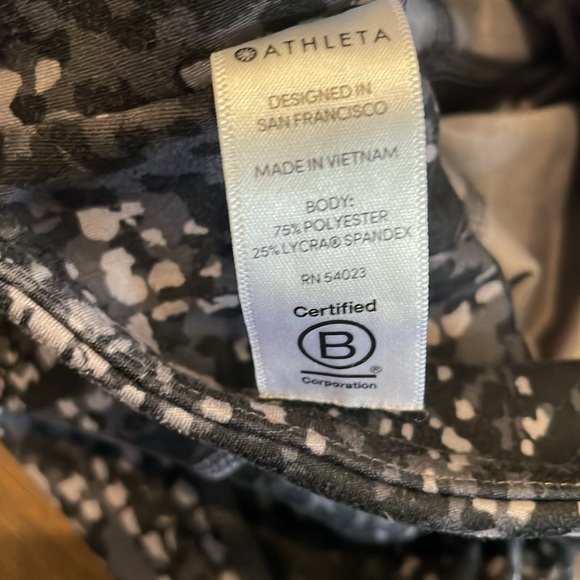 ATHLETA
DESIGNED IN
SAN FRANCISCO
MADE IN VIETNAM
BODY:
75% POLYESTER
25% LYCRA® SPANDEX
RN 54023
Certified
B
®
Corporation